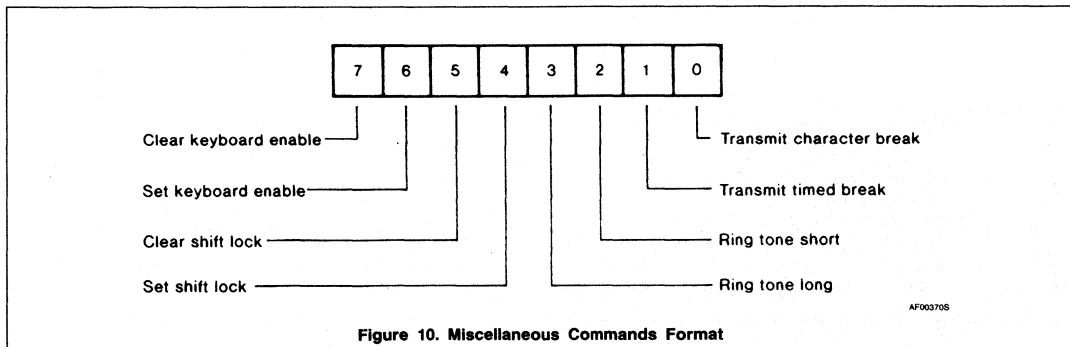 7 6 5 4 3 2 1 0
Clear keyboard enable
Transmit character break
Set keyboard enable
Transmit timed break
Clear shift lock
Ring tone short
Set shift lock
Ring tone long
AF00370S
Figure 10. Miscellaneous Commands Format